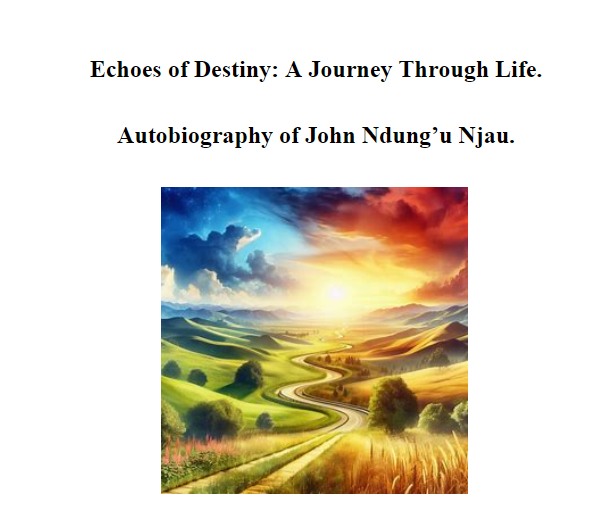 Echoes of Destiny: A Journey Through Life.
Autobiography of John Ndung’u Njau.